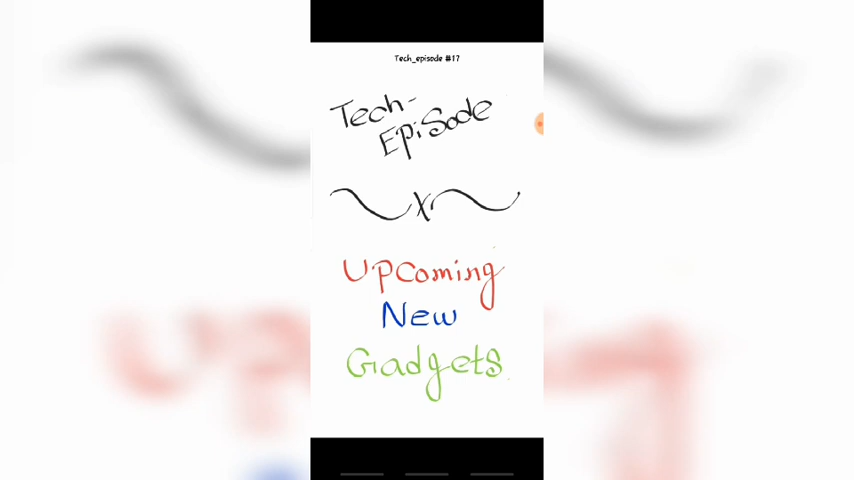 Tech_episode #17
Tech-
EpiSode
x
Upcoming
New
Gadgets